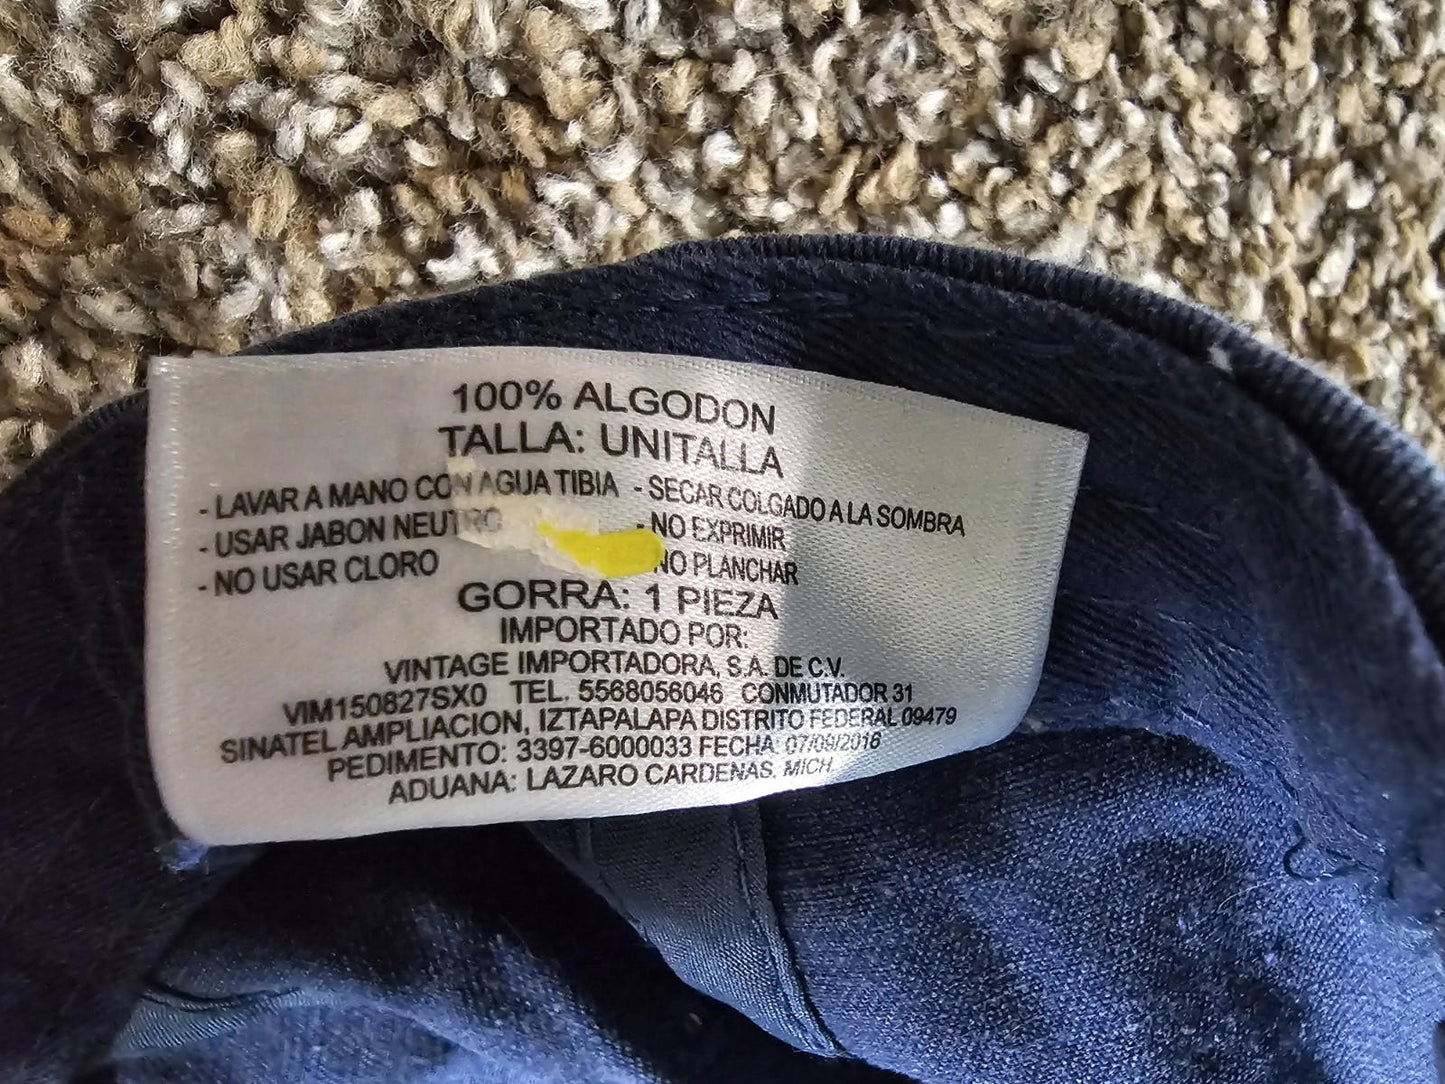 100% ALGODON
TALLA: UNITALLA
- LAVAR A MANO CON AGUA TIBIA - SECAR COLGADO A LA SOMBRA
- USAR JABON NEUTRO - NO EXPRIMIR
- NO USAR CLORO NO PLANCHAR
GORRA: 1 PIEZA
IMPORTADO POR:
VINTAGE IMPORTADORA, S.A. DE C.V.
VIM150827SX0 TEL. 5568056046 CONMUTADOR 31
SINATEL AMPLIACION, IZTAPALAPA DISTRITO FEDERAL 09479
PEDIMENTO: 3397-6000033 FECHA: 07/09/2016
ADUANA: LAZARO CARDENAS, MICH